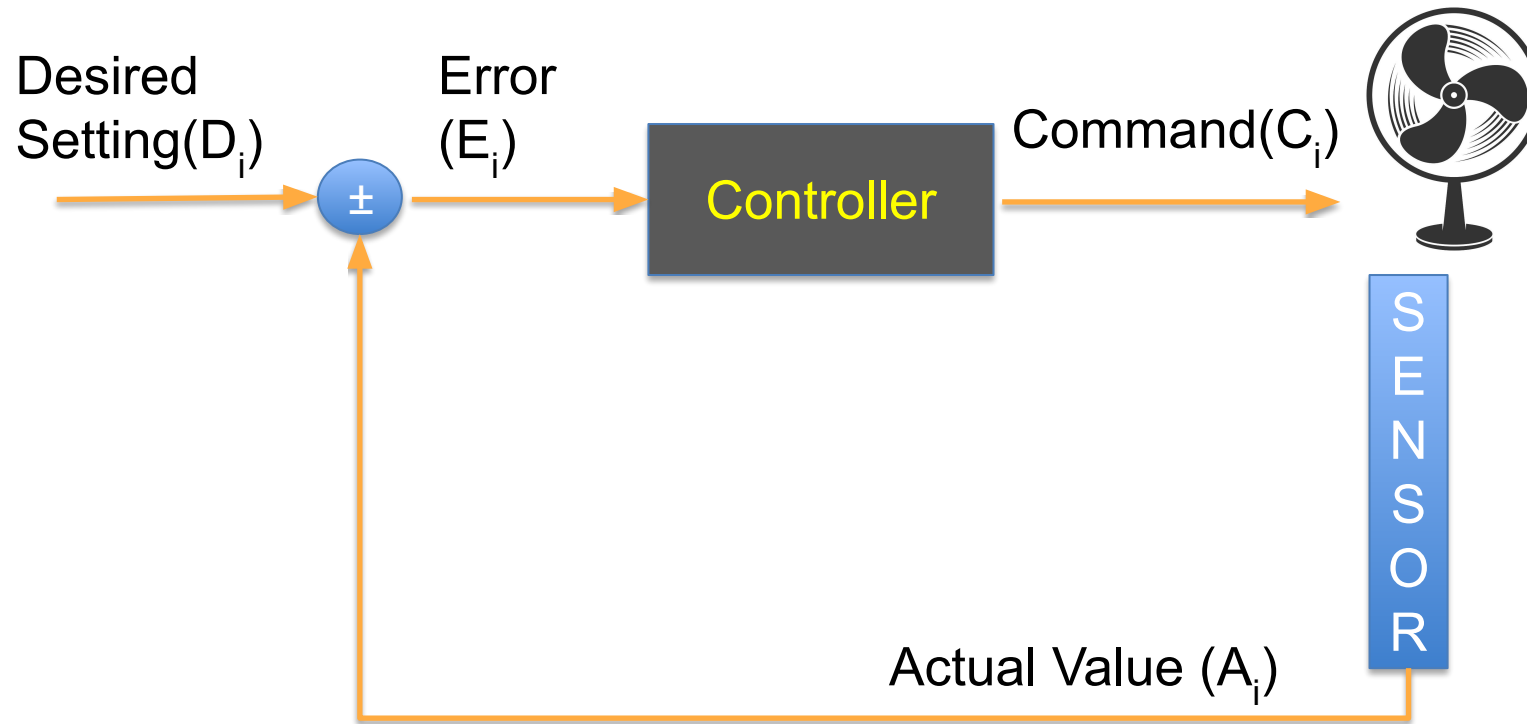 Desired
Setting(Dᵢ)
±
Error
(Eᵢ)
Controller
Command(Cᵢ)
S
E
N
S
O
R
Actual Value (Aᵢ)